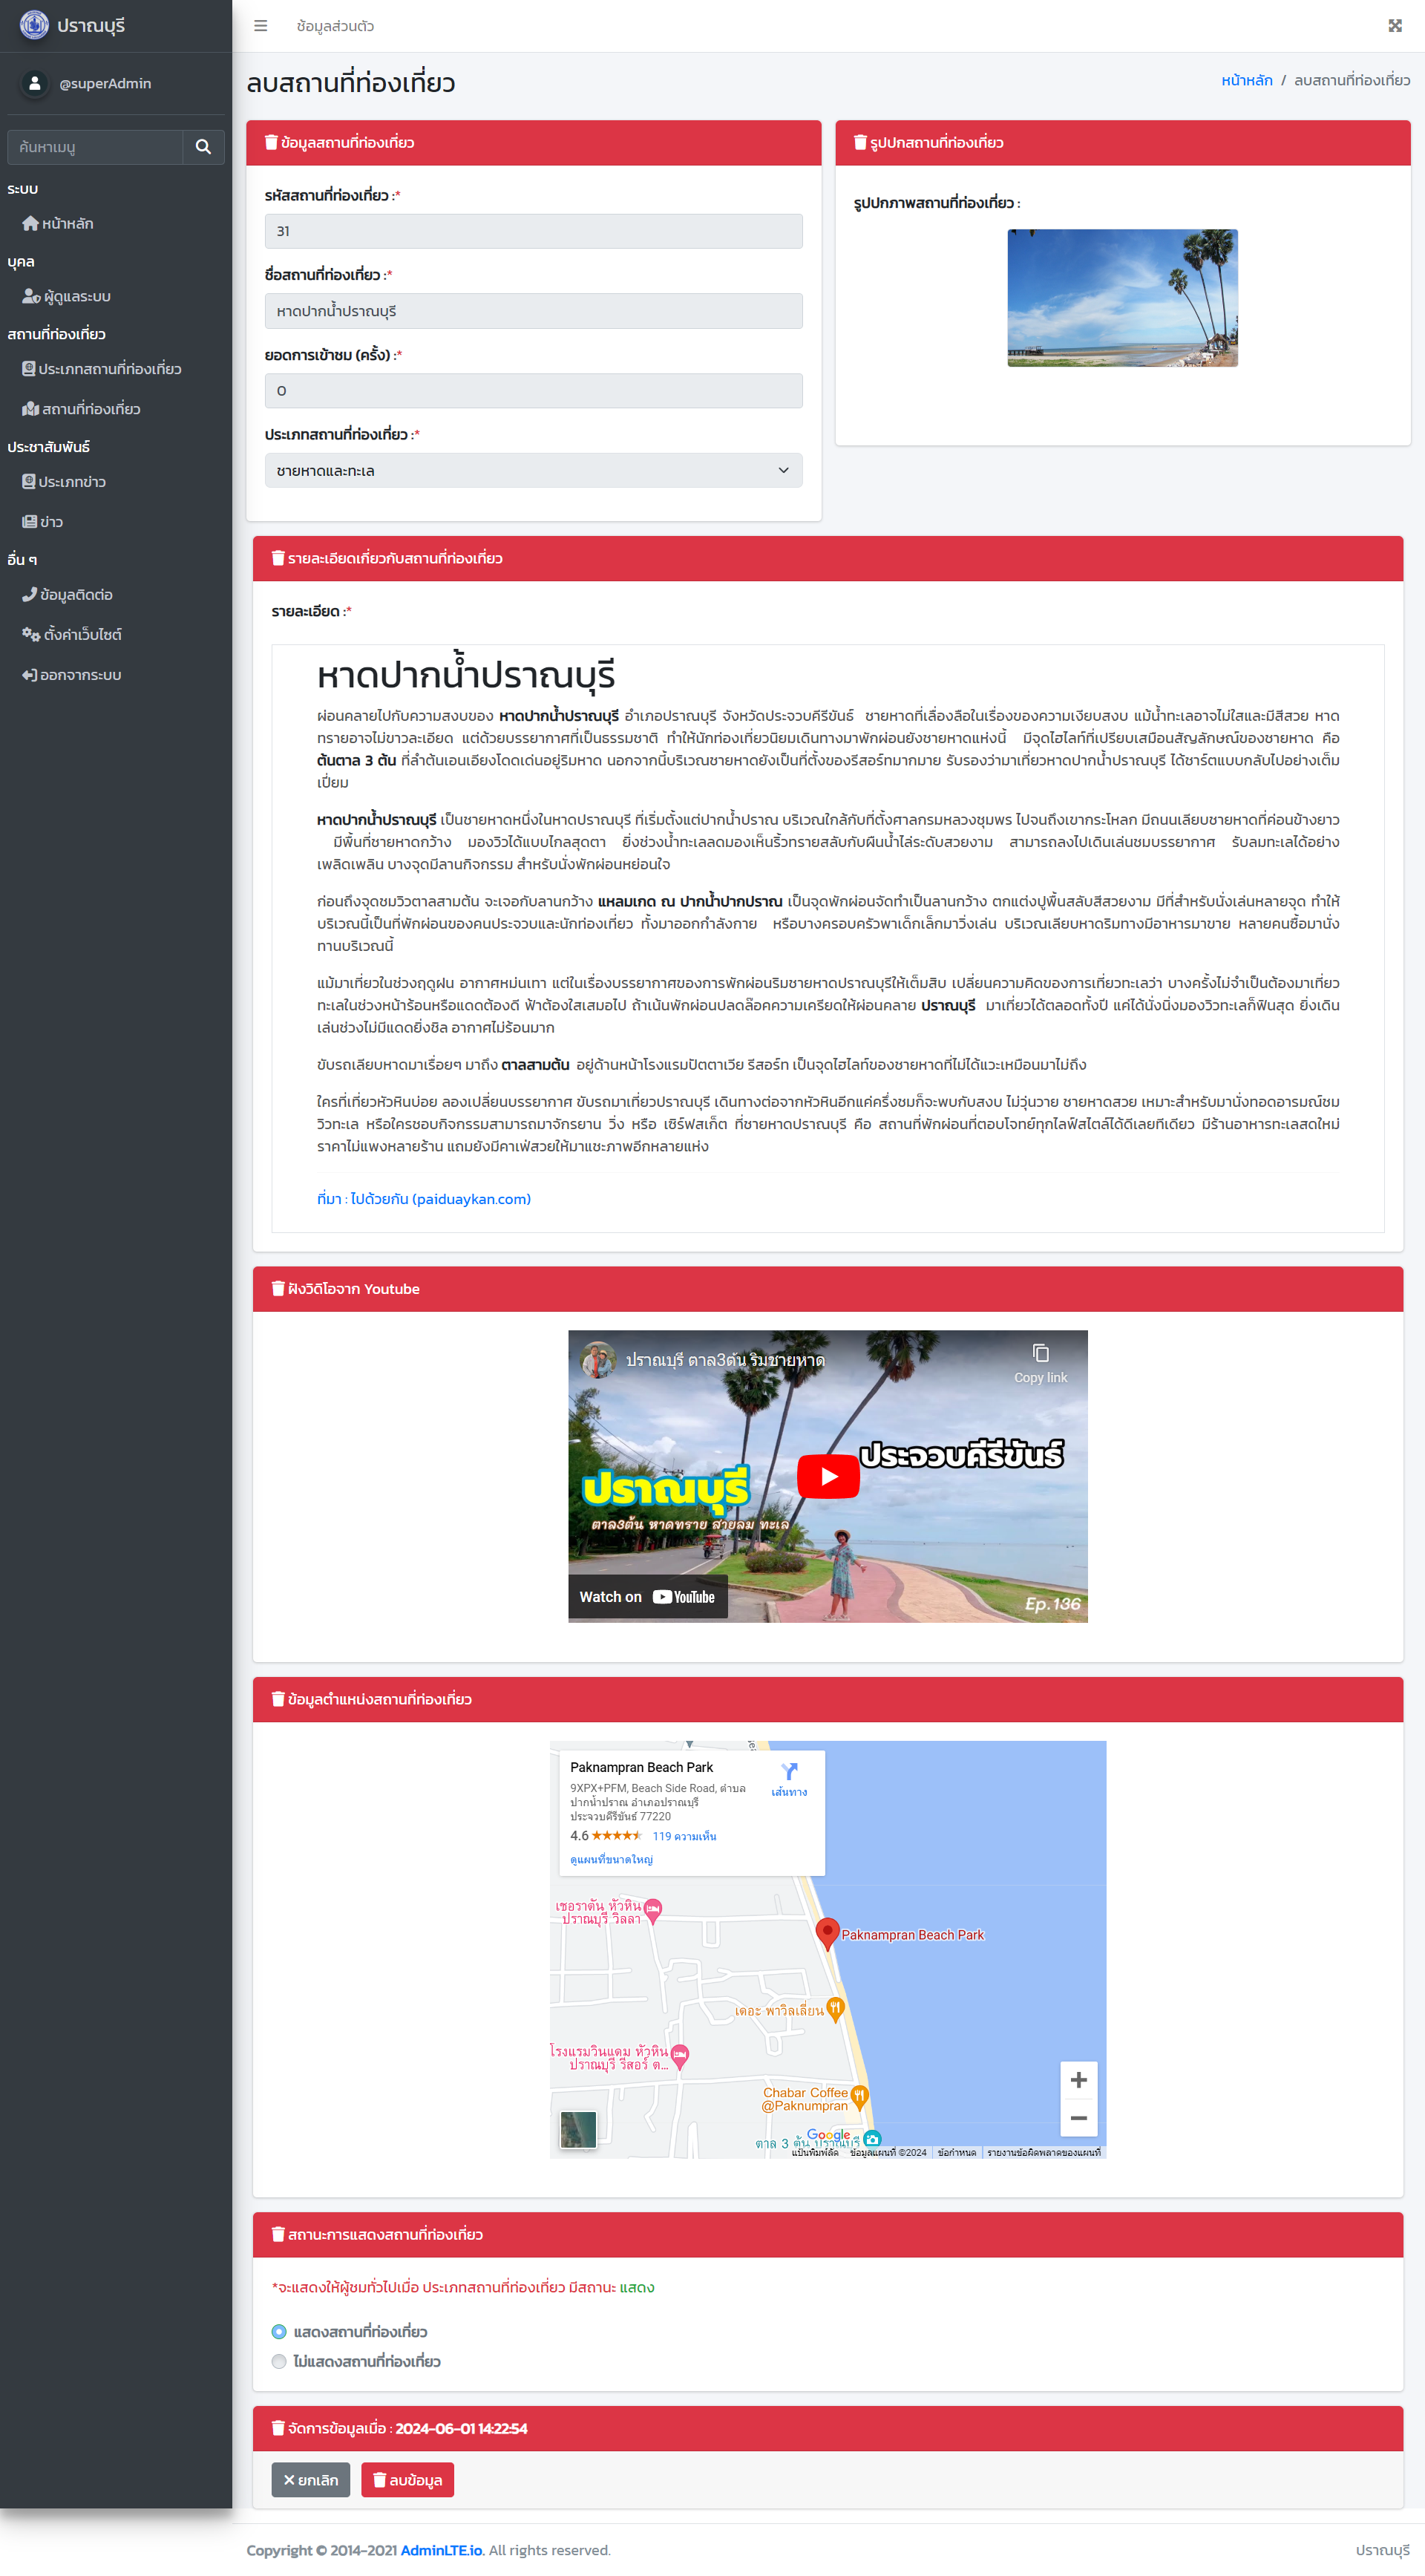 ปราณบุรี
@superAdmin
ค้นหาเมนู
ระบบ
หน้าหลัก
บุคล
ผู้ดูแลระบบ
สถานที่ท่องเที่ยว
ประเภทสถานที่ท่องเที่ยว
สถานที่ท่องเที่ยว
ประชาสัมพันธ์
ประเภทข่าว
ข่าว
อื่น ๆ
ข้อมูลติดต่อ
ตั้งค่าเว็บไซต์
ออกจากระบบ
ข้อมูลส่วนตัว
ลบสถานที่ท่องเที่ยว
หน้าหลัก / ลบสถานที่ท่องเที่ยว
ข้อมูลสถานที่ท่องเที่ยว
รหัสสถานที่ท่องเที่ยว :*
31
ชื่อสถานที่ท่องเที่ยว :*
หาดปากน้ำปราณบุรี
ยอดการเข้าชม (ครั้ง) :*
0
ประเภทสถานที่ท่องเที่ยว :*
ชายหาดและทะเล
รูปปกสถานที่ท่องเที่ยว
รูปปกภาพสถานที่ท่องเที่ยว :
รายละเอียดเกี่ยวกับสถานที่ท่องเที่ยว
รายละเอียด :*
หาดปากน้ำปราณบุรี
ผ่อนคลายไปกับความสงบของ หาดปากน้ำปราณบุรี อำเภอปราณบุรี จังหวัดประจวบคีรีขันธ์ ชายหาดที่เลื่องลือในเรื่องของความเงียบสงบ แม้น้ำทะเลอาจไม่ใสและมีสีสวย หาด
ทรายอาจไม่ขาวละเอียด แต่ด้วยบรรยากาศที่เป็นธรรมชาติ ทำให้นักท่องเที่ยวนิยมเดินทางมาพักผ่อนยังชายหาดแห่งนี้ มีจุดไฮไลท์ที่เปรียบเสมือนสัญลักษณ์ของชายหาด คือ
ต้นตาล 3 ต้น ที่ลำต้นเอนเอียงโดดเด่นอยู่ริมหาด นอกจากนี้บริเวณชายหาดยังเป็นที่ตั้งของรีสอร์ทมากมาย รับรองว่ามาเที่ยวหาดปากน้ำปราณบุรี ได้ชาร์ตแบบกลับไปอย่างเต็ม
เปี่ยม
หาดปากน้ำปราณบุรี เป็นชายหาดหนึ่งในหาดปราณบุรี ที่เริ่มตั้งแต่ปากน้ำปราณ บริเวณใกล้กับที่ตั้งศาลกรมหลวงชุมพร ไปจนถึงเขากระโหลก มีถนนเลียบชายหาดที่ค่อนข้างยาว
มีพื้นที่ชายหาดกว้าง มองวิวได้แบบไกลสุดตา ยิ่งช่วงน้ำทะเลลดมองเห็นริ้วทรายสลับกับผืนน้ำไล่ระดับสวยงาม สามารถลงไปเดินเล่นชมบรรยากาศ รับลมทะเลได้อย่าง
เพลิดเพลิน บางจุดมีลานกิจกรรม สำหรับนั่งพักผ่อนหย่อนใจ
ก่อนถึงจุดชมวิวตาลสามต้น จะเจอกับลานกว้าง แหลมเกด ณ ปากน้ำปากปราณ เป็นจุดพักผ่อนจัดทำเป็นลานกว้าง ตกแต่งปูพื้นสลับสีสวยงาม มีที่สำหรับนั่งเล่นหลายจุด ทำให้
บริเวณนี้เป็นที่พักผ่อนของคนประจวบและนักท่องเที่ยว ทั้งมาออกกำลังกาย หรือบางครอบครัวพาเด็กเล็กมาวิ่งเล่น บริเวณเลียบหาดริมทางมีอาหารมาขาย หลายคนซื้อมานั่ง
ทานบริเวณนี้
แม้มาเที่ยวในช่วงฤดูฝน อากาศหม่นเทา แต่ในเรื่องบรรยากาศของการพักผ่อนริมชายหาดปราณบุรีให้เต็มสิบ เปลี่ยนความคิดของการเที่ยวทะเลว่า บางครั้งไม่จำเป็นต้องมาเที่ยว
ทะเลในช่วงหน้าร้อนหรือแดดต้องดี ฟ้าต้องใสเสมอไป ถ้าเน้นพักผ่อนปลดล๊อคความเครียดให้ผ่อนคลาย ปราณบุรี มาเที่ยวได้ตลอดทั้งปี แค่ได้นั่งนิ่งมองวิวทะเลก็ฟินสุด ยิ่งเดิน
เล่นช่วงไม่มีแดดยิ่งชิล อากาศไม่ร้อนมาก
ขับรถเลียบหาดมาเรื่อยๆ มาถึง ตาลสามต้น อยู่ด้านหน้าโรงแรมปัตตาเวีย รีสอร์ท เป็นจุดไฮไลท์ของชายหาดที่ไม่ได้แวะเหมือนมาไม่ถึง
ใครที่เที่ยวหัวหินบ่อย ลองเปลี่ยนบรรยากาศ ขับรถมาเที่ยวปราณบุรี เดินทางต่อจากหัวหินอีกแค่ครึ่งชมก็จะพบกับสงบ ไม่วุ่นวาย ชายหาดสวย เหมาะสำหรับมานั่งทอดอารมณ์ชม
วิวทะเล หรือใครชอบกิจกรรมสามารถมาจักรยาน วิ่ง หรือ เซิร์ฟสเก็ต ที่ชายหาดปราณบุรี คือ สถานที่พักผ่อนที่ตอบโจทย์ทุกไลฟ์สไตล์ได้ดีเลยทีเดียว มีร้านอาหารทะเลสดใหม่
ราคาไม่แพงหลายร้าน แถมยังมีคาเฟ่สวยให้มาแชะภาพอีกหลายแห่ง
ที่มา : ไปด้วยกัน (paiduaykan.com)
ฝังวิดีโอจาก Youtube
ปราณบุรี ตาล3ต้น ริมชายหาด
Copy link
ประจวบคีรีขันธ์
ปราณบุรี
ตาล3ต้น หาดทราย สายลม ทะเล
Watch on YouTube
Ep.136
ข้อมูลตำแหน่งสถานที่ท่องเที่ยว
Paknampran Beach Park
9XPX+PFM, Beach Side Road, ตำบล
ปากน้ำปราณ อำเภอปราณบุรี
ประจวบคีรีขันธ์ 77220
เส้นทาง
4.6 119 ความเห็น
ดูแผนที่ขนาดใหญ่
เชอราตัน หัวหิน
ปราณบุรี วิลลา
Paknampran Beach Park
เดอะ พาวิลเลี่ยน
โรงแรมวินแดม หัวหิน
ปราณบุรี รีสอร์ ต...
Chabar Coffee
@Paknumpran
ตาล 3 ต้น ปราณบุรี
Google
แป้นพิมพ์ลัด ข้อมูลแผนที่ ©2024 ข้อกำหนด รายงานข้อผิดพลาดของแผนที่
สถานะการแสดงสถานที่ท่องเที่ยว
*จะแสดงให้ผู้ชมทั่วไปเมื่อ ประเภทสถานที่ท่องเที่ยว มีสถานะ แสดง
แสดงสถานที่ท่องเที่ยว
ไม่แสดงสถานที่ท่องเที่ยว
จัดการข้อมูลเมื่อ : 2024-06-01 14:22:54
ยกเลิก
ลบข้อมูล
Copyright © 2014-2021 AdminLTE.io. All rights reserved.
ปราณบุรี